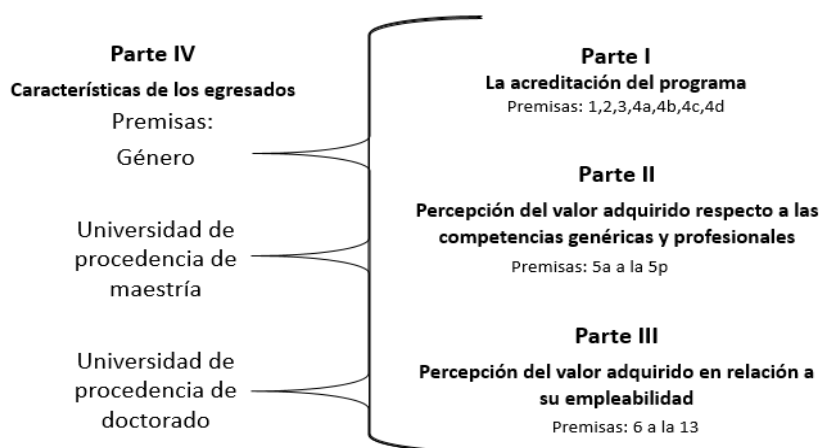 Parte IV
Características de los egresados
Premisas:
Género
Universidad de
procedencia de
maestría
Universidad de
procedencia de
doctorado
Parte I
La acreditación del programa
Premisas: 1,2,3,4a,4b,4c,4d
Parte II
Percepción del valor adquirido respecto a las
competencias genéricas y profesionales
Premisas: 5a a la 5p
Parte III
Percepción del valor adquirido en relación a
su empleabilidad
Premisas: 6 a la 13